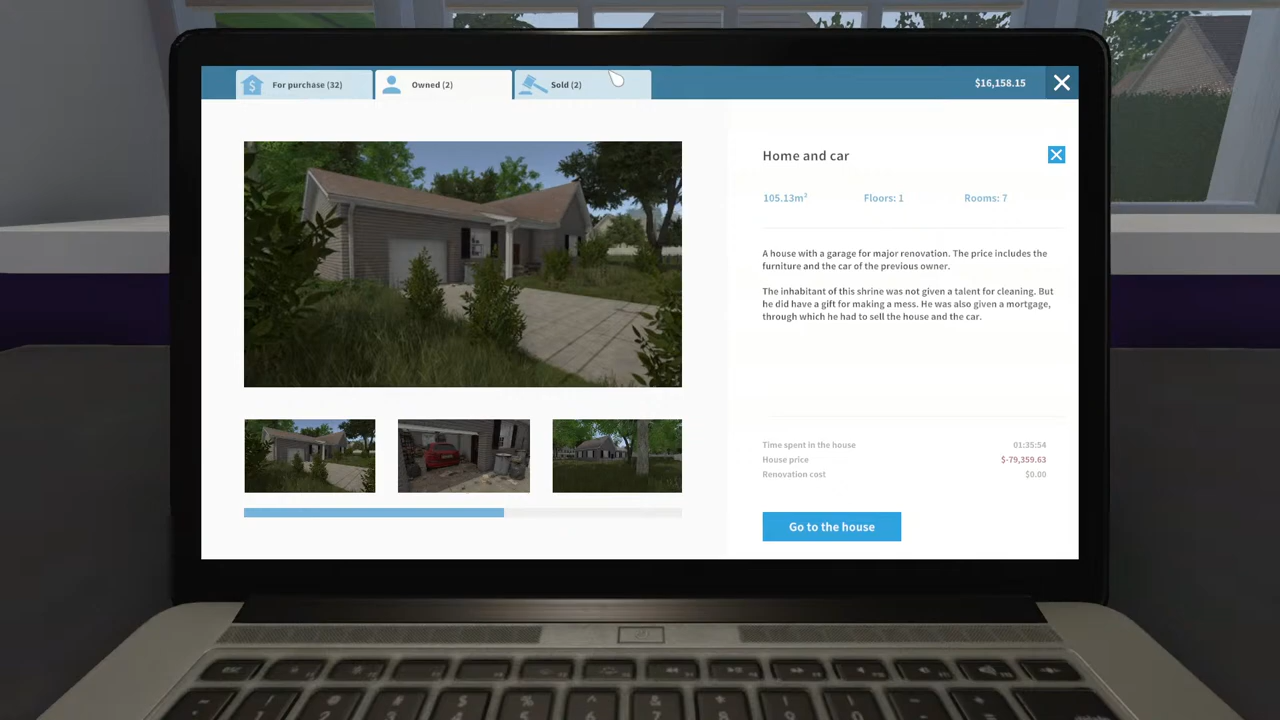 For purchase (32)
Owned (2)
Sold (2)
$16,158.15
Home and car
105.13m²
Floors: 1
Rooms: 7
A house with a garage for major renovation. The price includes the
furniture and the car of the previous owner.
The inhabitant of this shrine was not given a talent for cleaning. But
he did have a gift for making a mess. He was also given a mortgage,
through which he had to sell the house and the car.
Time spent in the house 01:35:54
House price $-79,359.63
Renovation cost $0.00
Go to the house